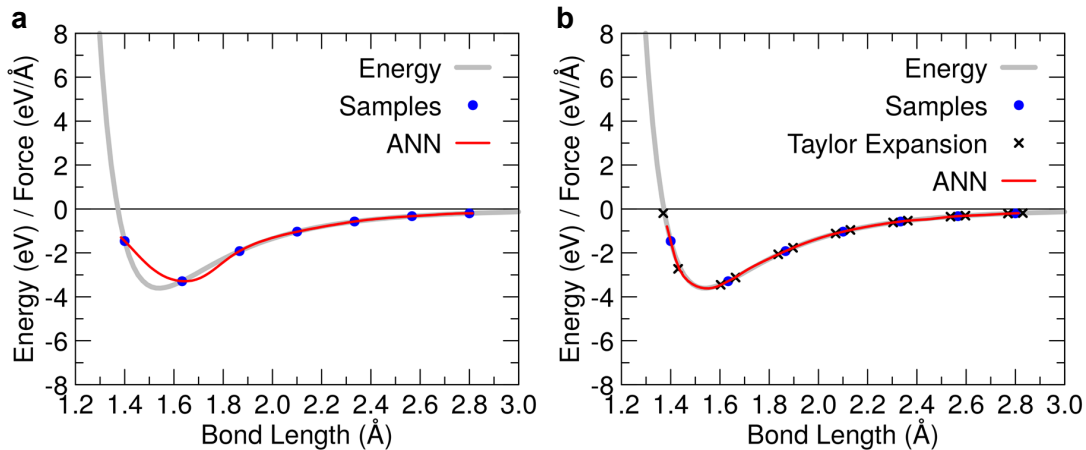 a
Energy (eV) / Force (eV/Å)
8
6
4
2
0
-2
-4
-6
-8
Energy
Samples
ANN
1.2 1.4 1.6 1.8 2.0 2.2 2.4 2.6 2.8 3.0
Bond Length (Å)
b
Energy (eV) / Force (eV/Å)
8
6
4
2
0
-2
-4
-6
-8
Energy
Samples
Taylor Expansion
ANN
1.2 1.4 1.6 1.8 2.0 2.2 2.4 2.6 2.8 3.0
Bond Length (Å)